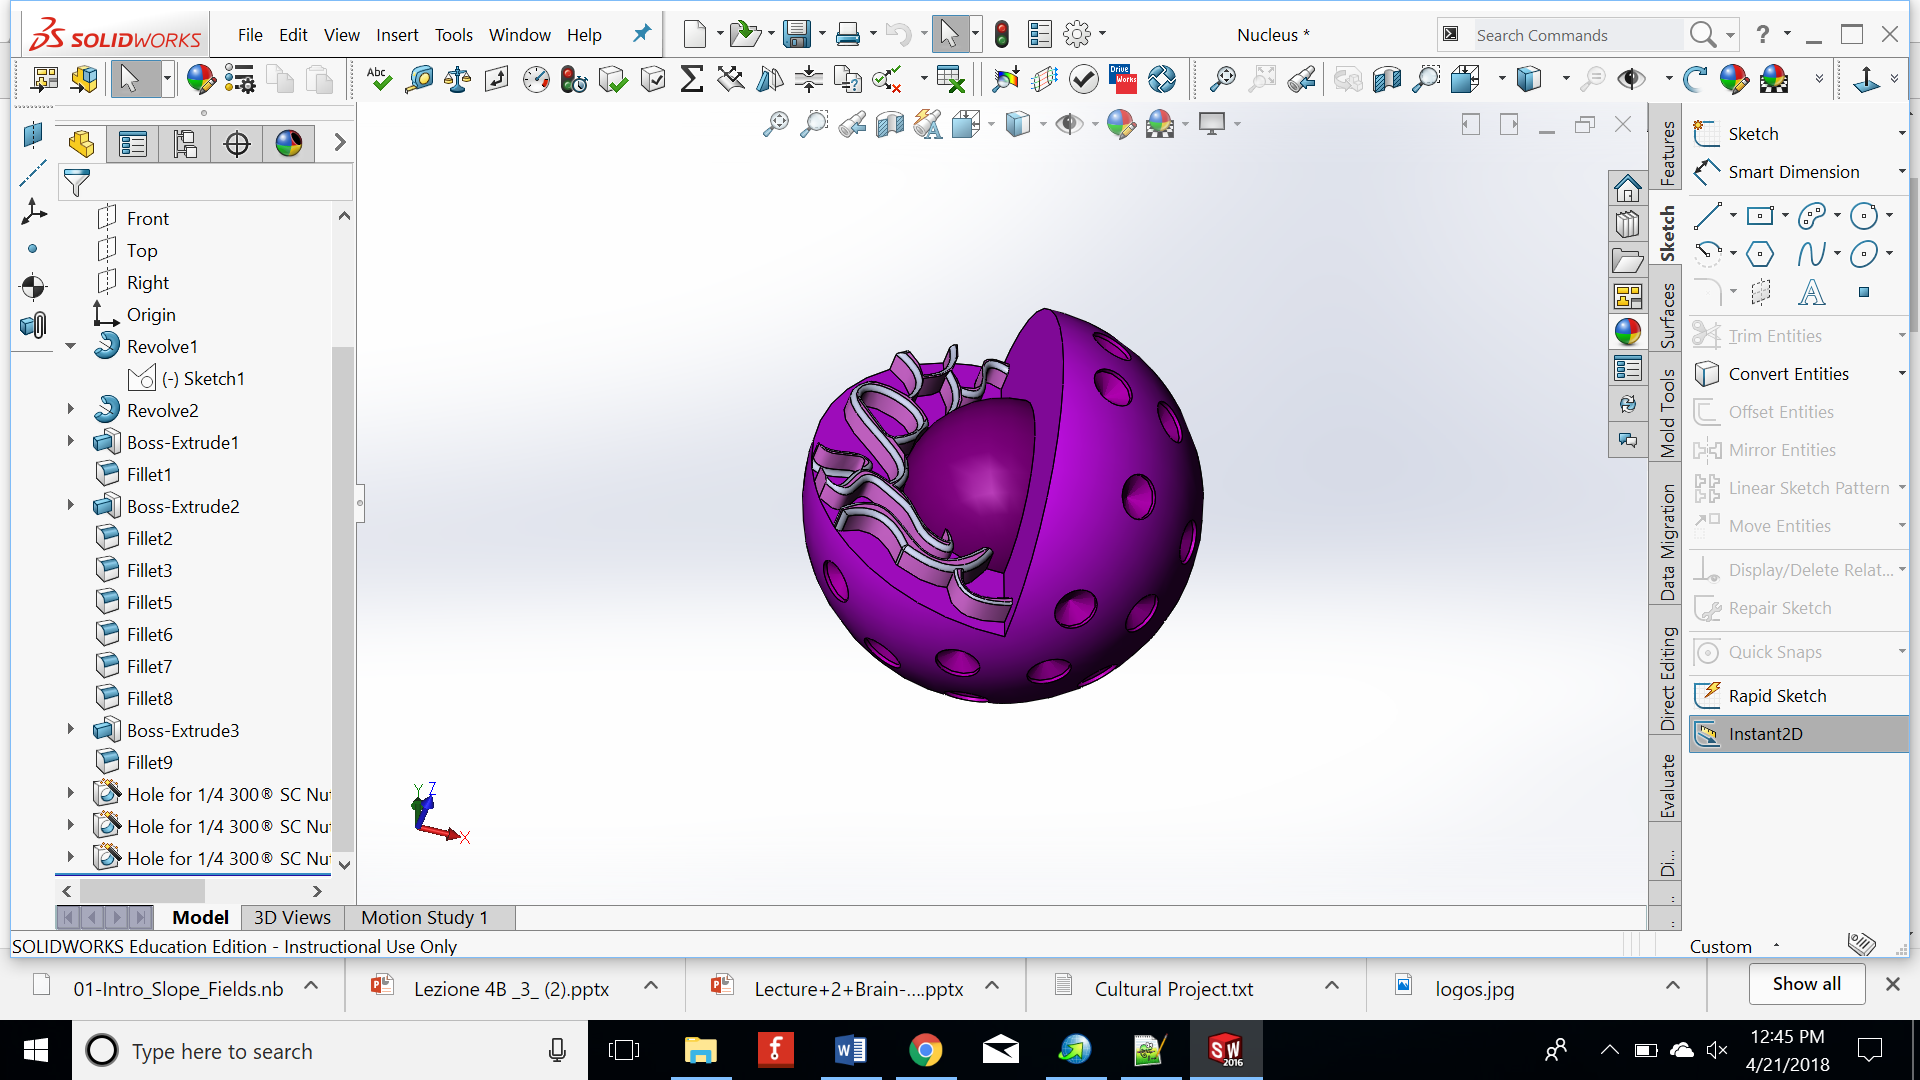 SOLIDWORKS
File Edit View Insert Tools Window Help
Nucleus *
Search Commands
?
Abc
Drive Works
Front
Top
Right
Origin
Revolve1
(-) Sketch1
Revolve2
Boss-Extrude1
Fillet1
Boss-Extrude2
Fillet2
Fillet3
Fillet5
Fillet6
Fillet7
Fillet8
Boss-Extrude3
Fillet9
Hole for 1/4 300® SC Nu
Hole for 1/4 300® SC Nu
Hole for 1/4 300® SC Nu
Y Z
X
Features
Sketch
Surfaces
Mold Tools
Data Migration
Direct Editing
Evaluate
Di...
Sketch
Smart Dimension
Trim Entities
Convert Entities
Offset Entities
Mirror Entities
Linear Sketch Pattern
Move Entities
Display/Delete Relat...
Repair Sketch
Quick Snaps
Rapid Sketch
Instant2D
Model 3D Views Motion Study 1
SOLIDWORKS Education Edition - Instructional Use Only
Custom
01-Intro_Slope_Fields.nb
Lezione 4B _3_ (2).pptx
Lecture+2+Brain-....pptx
Cultural Project.txt
logos.jpg
Show all
Type here to search
SW 2016
12:45 PM
4/21/2018